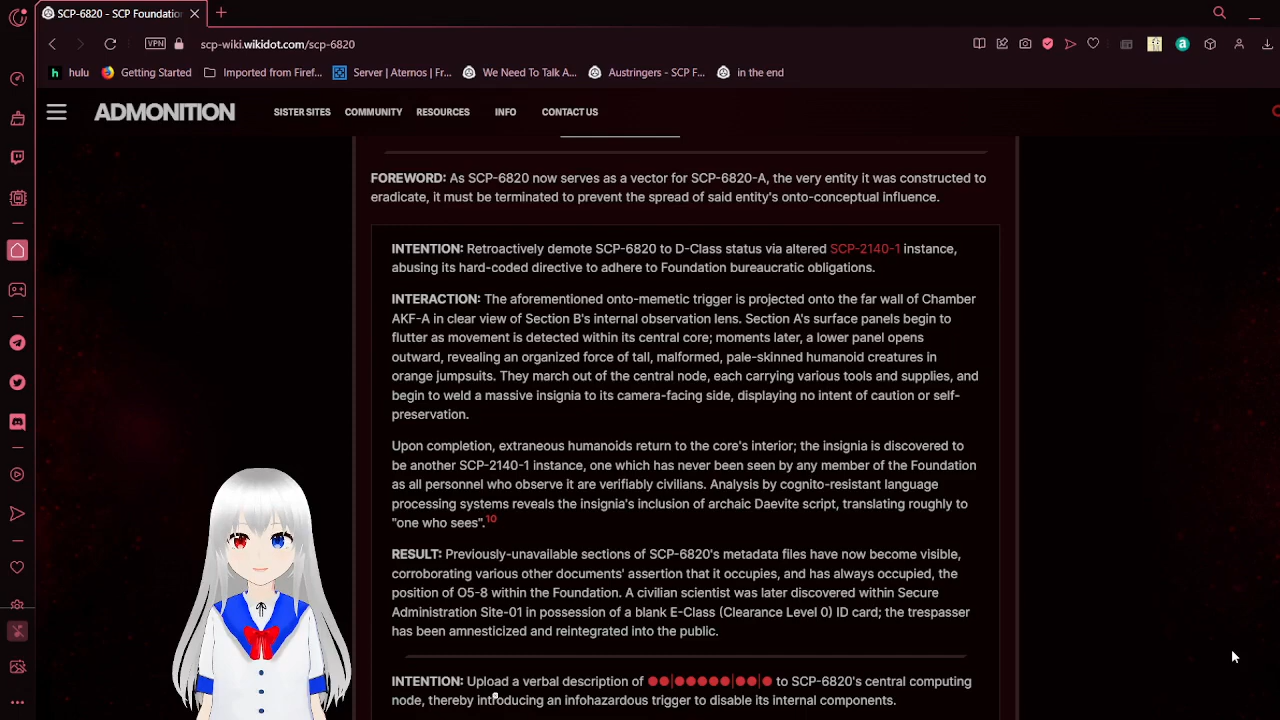 SCP-6820 - SCP Foundatio
scp-wiki.wikidot.com/scp-6820
VPN
hulu
Getting Started
Imported from Firef...
Server | Aternos | Fr...
We Need To Talk A...
Austringers - SCP F...
in the end
ADMONITION
SISTER SITES
COMMUNITY
RESOURCES
INFO
CONTACT US
FOREWORD: As SCP-6820 now serves as a vector for SCP-6820-A, the very entity it was constructed to
eradicate, it must be terminated to prevent the spread of said entity's onto-conceptual influence.
INTENTION: Retroactively demote SCP-6820 to D-Class status via altered SCP-2140-1 instance,
abusing its hard-coded directive to adhere to Foundation bureaucratic obligations.
INTERACTION: The aforementioned onto-memetic trigger is projected onto the far wall of Chamber
AKF-A in clear view of Section B's internal observation lens. Section A's surface panels begin to
flutter as movement is detected within its central core; moments later, a lower panel opens
outward, revealing an organized force of tall, malformed, pale-skinned humanoid creatures in
orange jumpsuits. They march out of the central node, each carrying various tools and supplies, and
begin to weld a massive insignia to its camera-facing side, displaying no intent of caution or self-
preservation.
Upon completion, extraneous humanoids return to the core's interior; the insignia is discovered to
be another SCP-2140-1 instance, one which has never been seen by any member of the Foundation
as all personnel who observe it are verifiably civilians. Analysis by cognito-resistant language
processing systems reveals the insignia's inclusion of archaic Daevite script, translating roughly to
"one who sees".10
RESULT: Previously-unavailable sections of SCP-6820's metadata files have now become visible,
corroborating various other documents' assertion that it occupies, and has always occupied, the
position of O5-8 within the Foundation. A civilian scientist was later discovered within Secure
Administration Site-01 in possession of a blank E-Class (Clearance Level 0) ID card; the trespasser
has been amnesticized and reintegrated into the public.
INTENTION: Upload a verbal description of ●●|●●●●●|●●|● to SCP-6820's central computing
node, thereby introducing an infohazardous trigger to disable its internal components.